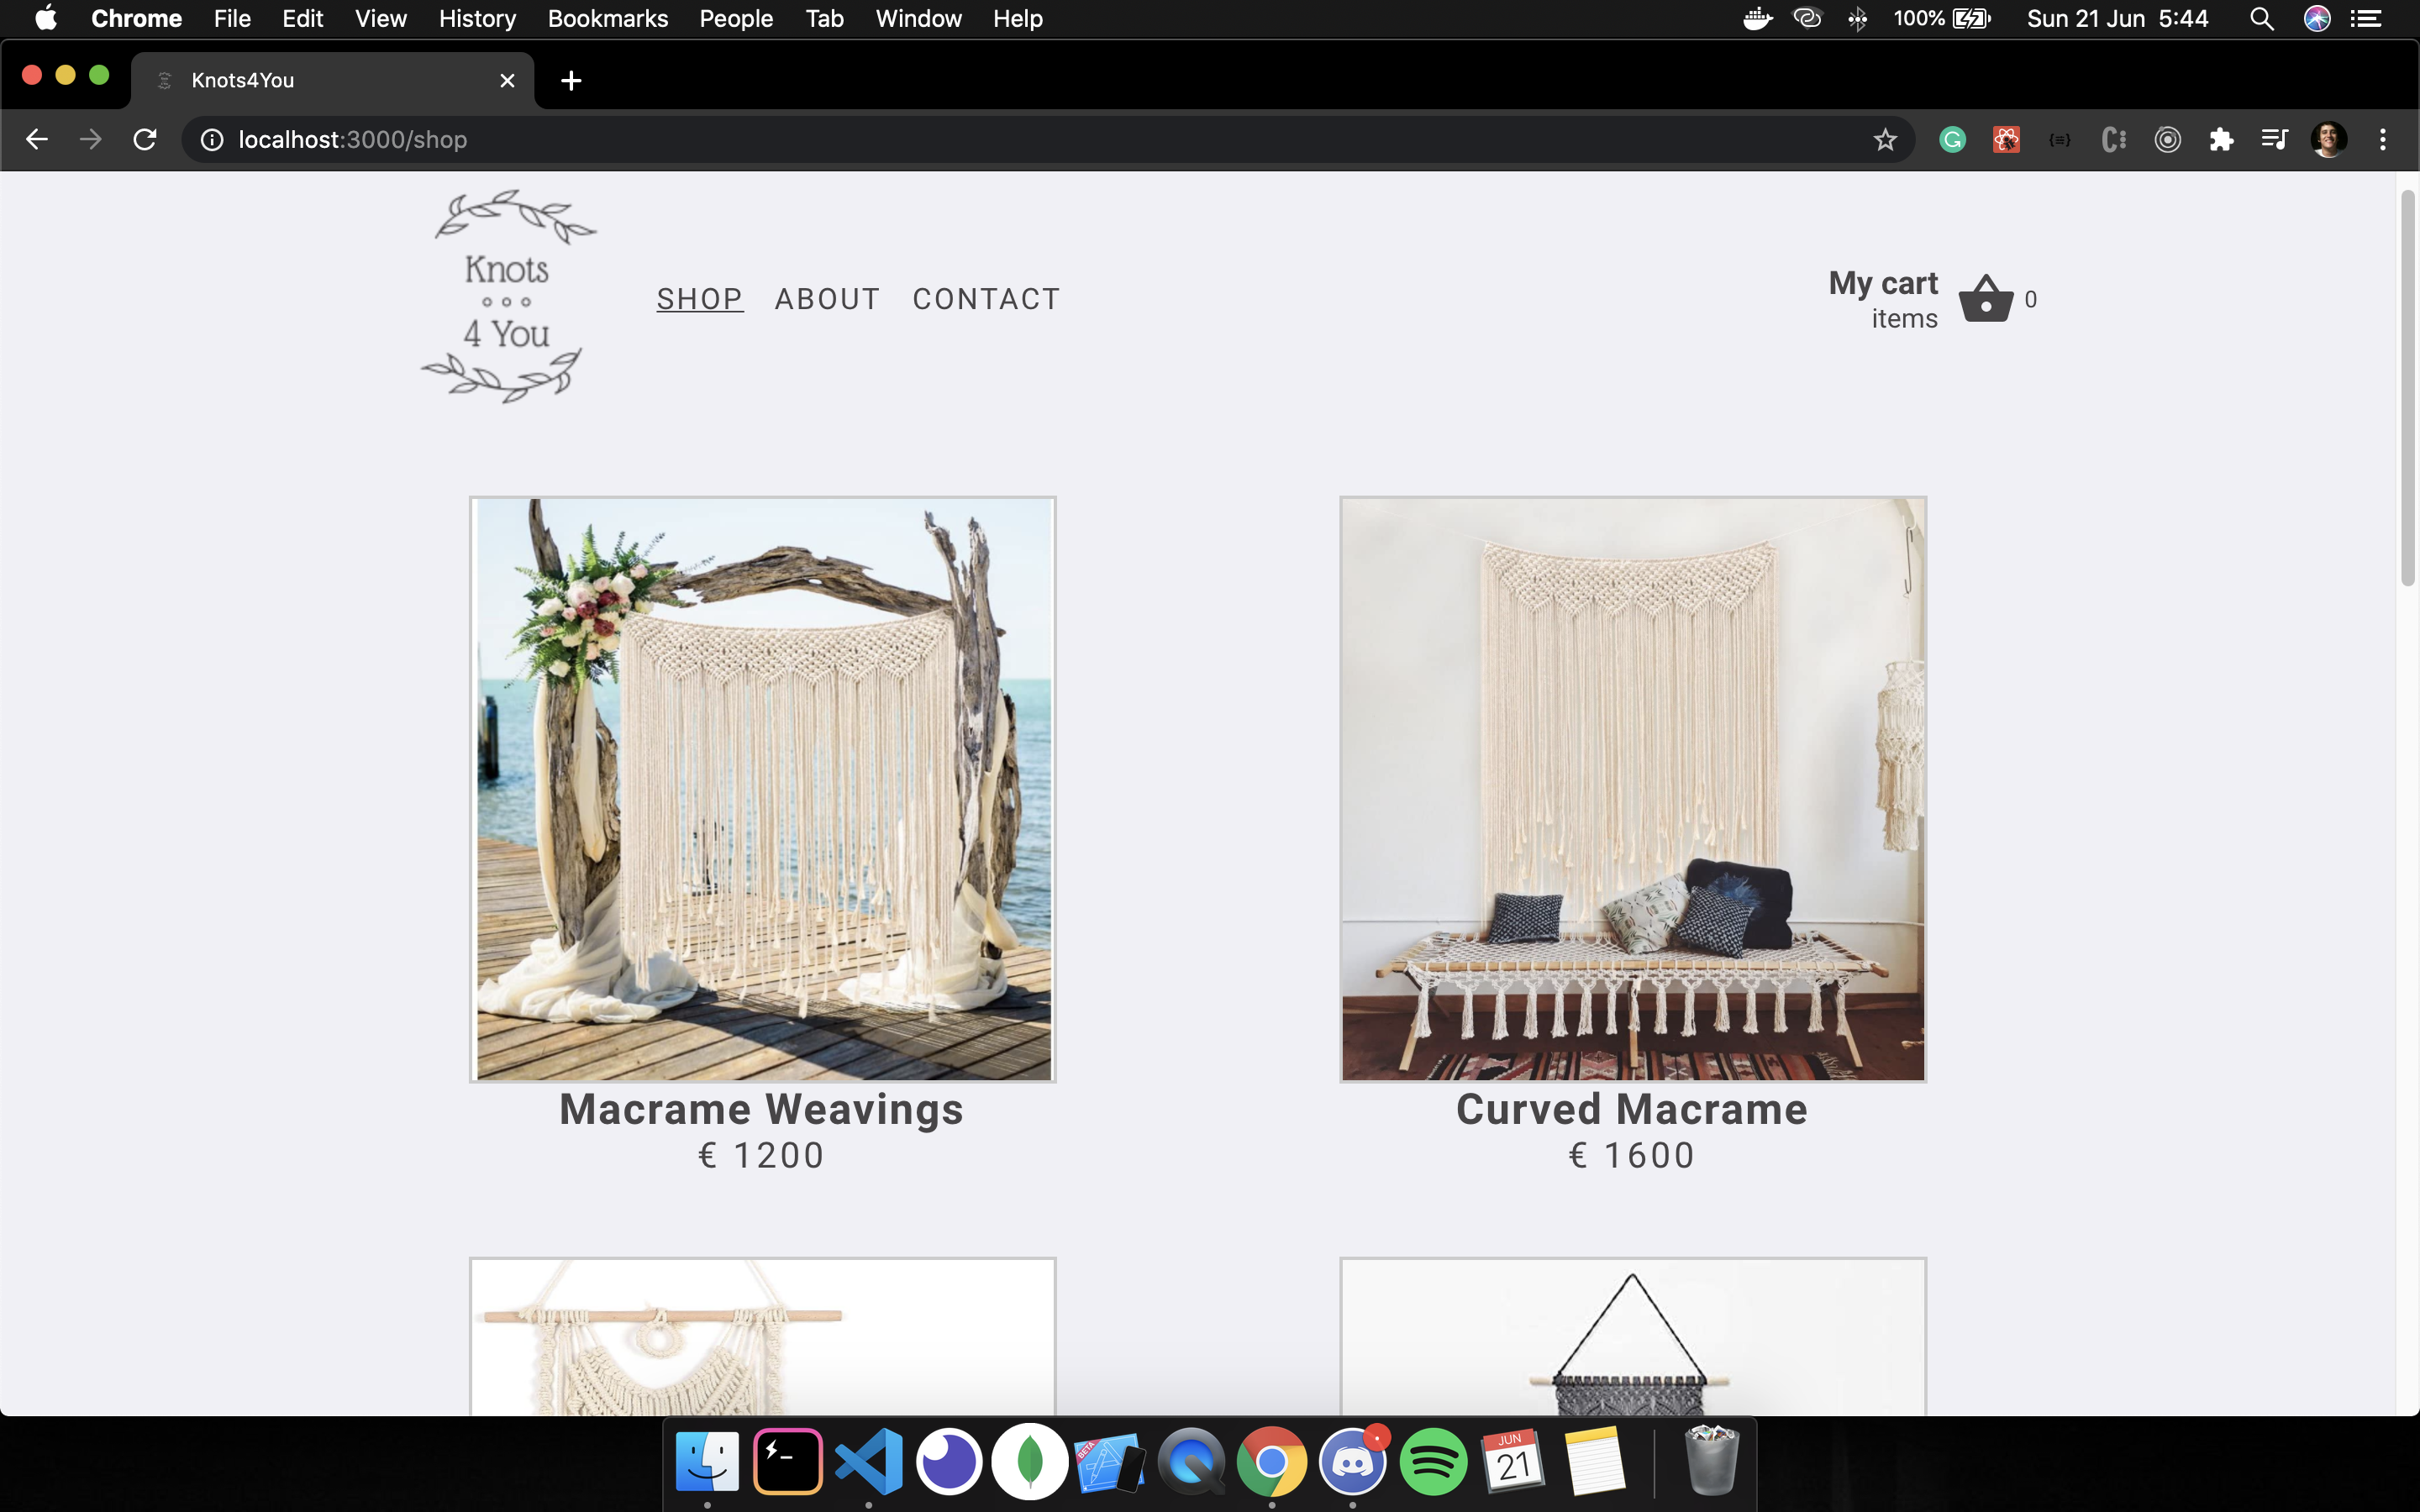 Chrome File Edit View History Bookmarks People Tab Window Help 100% Sun 21 Jun 5:44
Knots4You
localhost:3000/shop
Knots
4 You
SHOP ABOUT CONTACT
My cart
items
0
Macrame Weavings
€ 1200
Curved Macrame
€ 1600
BETA
JUN
21